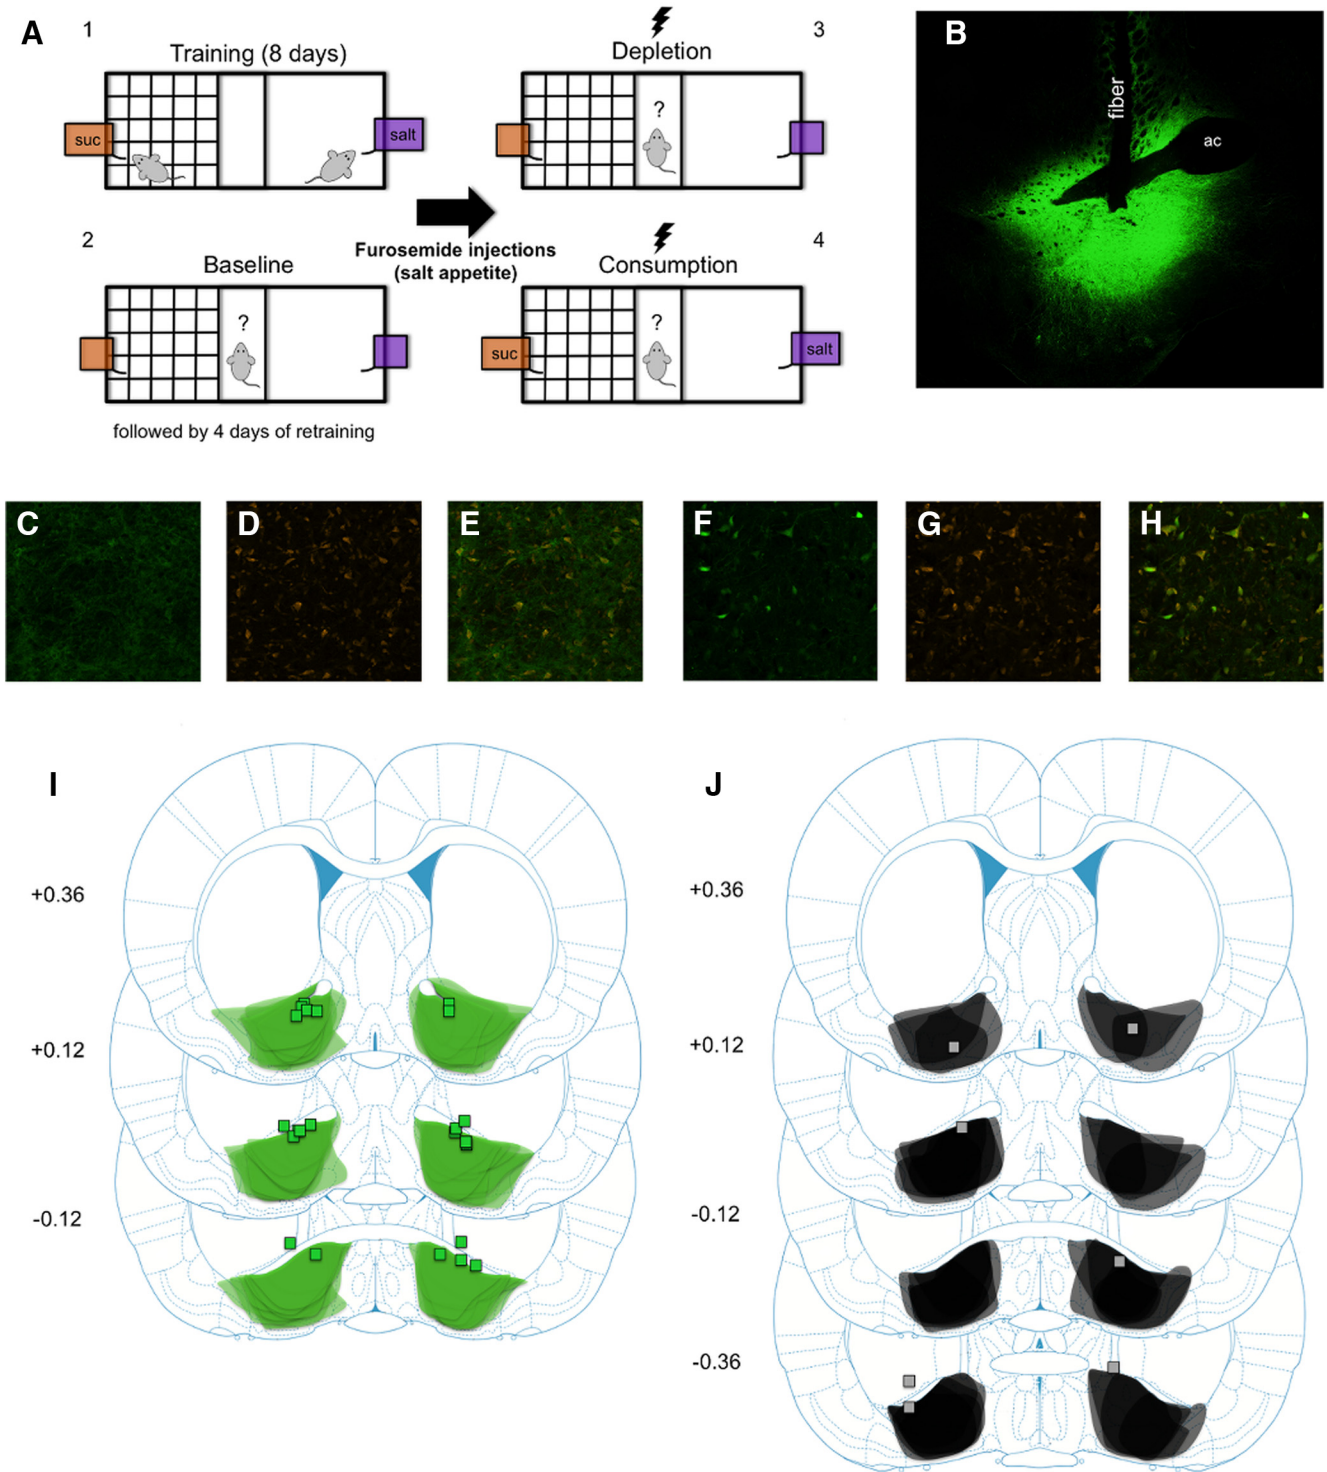 A
1
Training (8 days)
suc
salt
Depletion
3
?
2
Baseline
?
followed by 4 days of retraining
Furosemide injections
(salt appetite)
Consumption
4
suc
?
salt
B
fiber
ac
C
D
E
F
G
H
I
+0.36
+0.12
-0.12
J
+0.36
+0.12
-0.12
-0.36